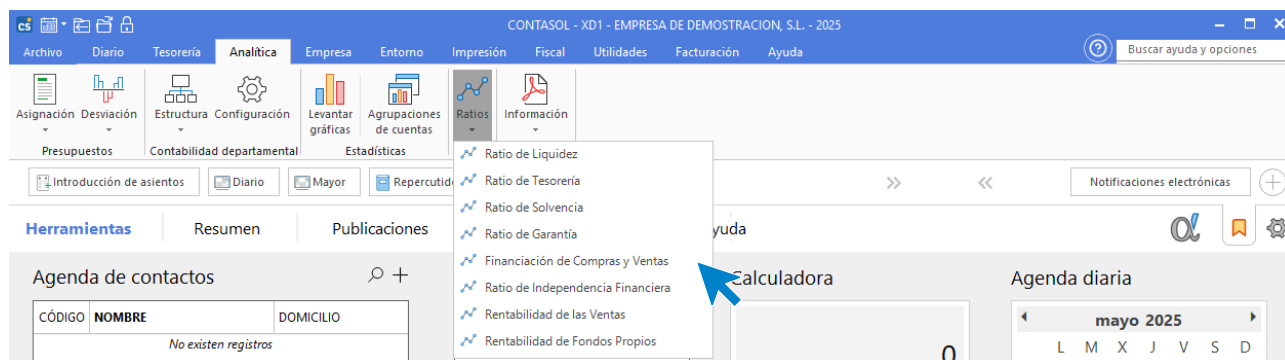 cs
CONTASOL - XD1 - EMPRESA DE DEMOSTRACION, S.L. - 2025
Archivo Diario Tesorería Analítica Empresa Entorno Impresión Fiscal Utilidades Facturación Ayuda
Buscar ayuda y opciones
Asignación Desviación Estructura Configuración Levantar gráficas Agrupaciones de cuentas Ratios Información
Presupuestos Contabilidad departamental Estadísticas
Ratio de Liquidez
Ratio de Tesorería
Ratio de Solvencia
Ratio de Garantía
Financiación de Compras y Ventas
Ratio de Independencia Financiera
Rentabilidad de las Ventas
Rentabilidad de Fondos Propios
Introducción de asientos Diario Mayor Notificaciones electrónicas
Herramientas Resumen Publicaciones
Agenda de contactos
CÓDIGO NOMBRE DOMICILIO
No existen registros
Calculadora
0
Agenda diaria
mayo 2025
L M X J V S D